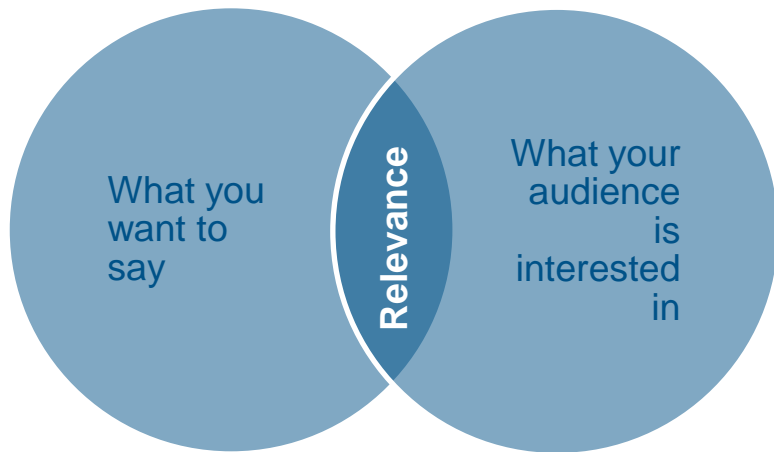 What you
want to
say
Relevance
What your
audience
is
interested
in